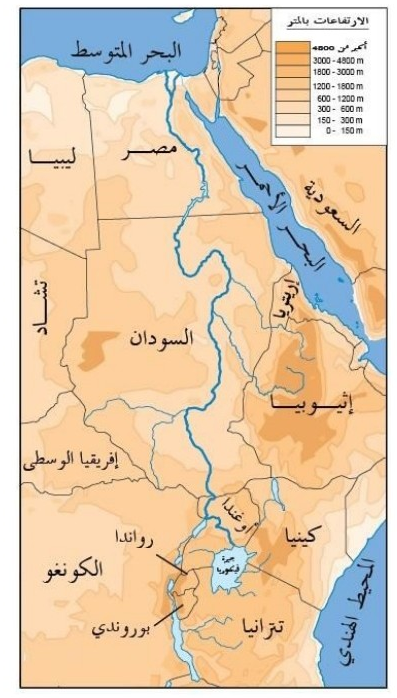 الارتفاعات بالمتر
أكبر من 4800
3000 - 4800 m
1800 - 3000 m
1200 - 1800 m
600 - 1200 m
300 - 600 m
150 - 300 m
0 - 150 m
البحر المتوسط
مصر
ليبيا
السعودية
البحر الأحمر
تشاد
إريتريا
السودان
إثيوبيا
إفريقيا الوسطى
أوغندا
كينيا
رواندا
بحيرة
فيكتوريا
الكونغو
المحيط الهندي
بوروندي
تنزانيا